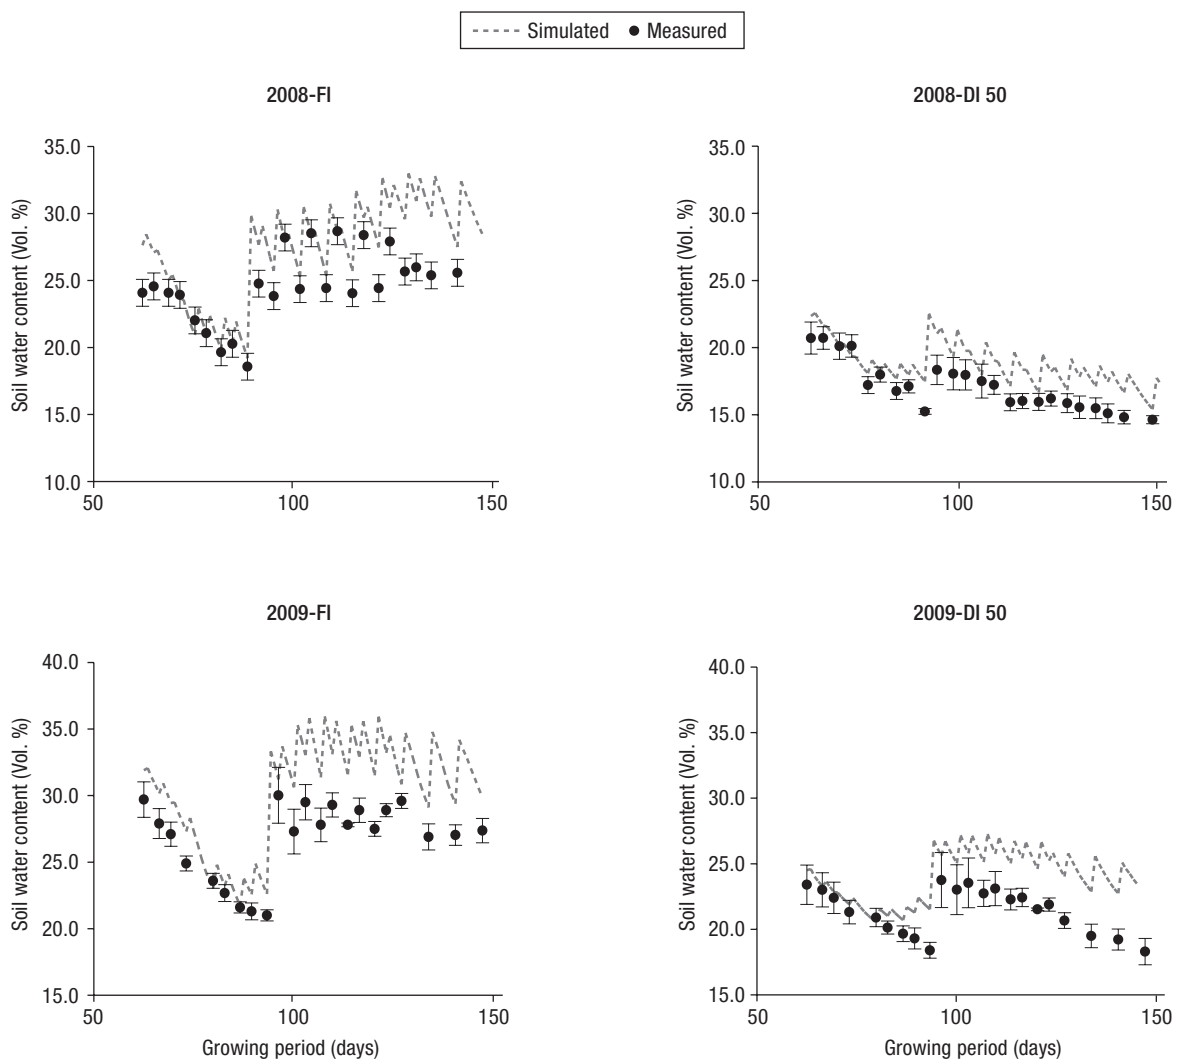 Simulated Measured
2008-FI
Soil water content (Vol. %)
35.0
30.0
25.0
20.0
15.0
10.0
50 100 150
2008-DI 50
Soil water content (Vol. %)
35.0
30.0
25.0
20.0
15.0
10.0
50 100 150
2009-FI
Soil water content (Vol. %)
40.0
35.0
30.0
25.0
20.0
15.0
50 100 150
Growing period (days)
2009-DI 50
Soil water content (Vol. %)
40.0
35.0
30.0
25.0
20.0
15.0
50 100 150
Growing period (days)